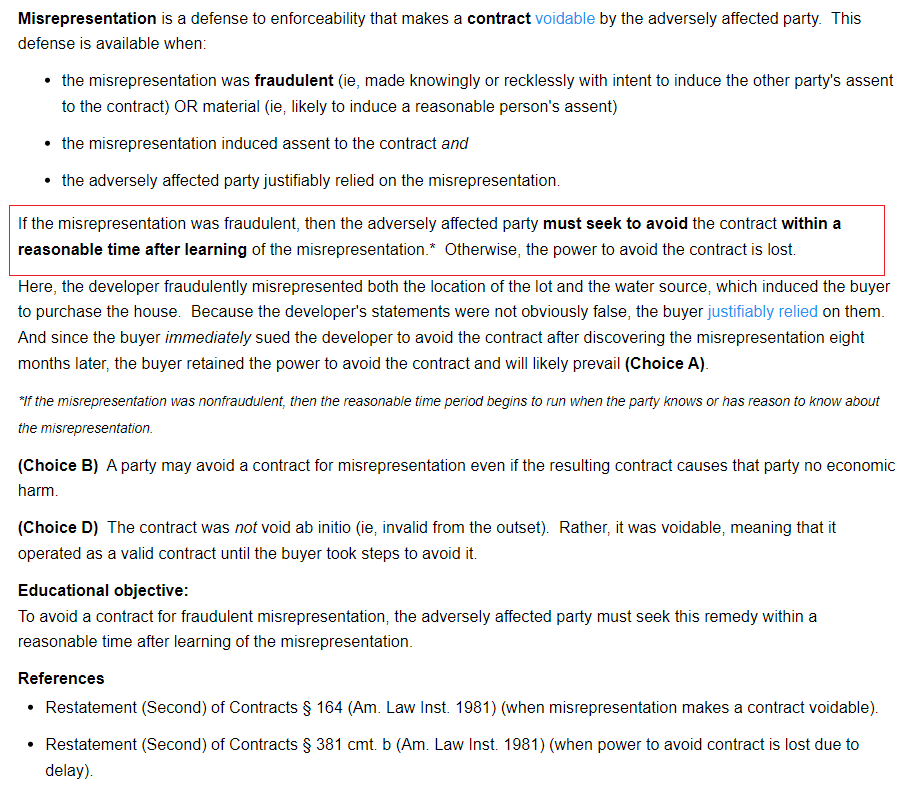 Misrepresentation is a defense to enforceability that makes a contract voidable by the adversely affected party.  This
defense is available when:
• the misrepresentation was fraudulent (ie, made knowingly or recklessly with intent to induce the other party's assent
to the contract) OR material (ie, likely to induce a reasonable person's assent)
• the misrepresentation induced assent to the contract and
• the adversely affected party justifiably relied on the misrepresentation.
If the misrepresentation was fraudulent, then the adversely affected party must seek to avoid the contract within a
reasonable time after learning of the misrepresentation.*  Otherwise, the power to avoid the contract is lost.
Here, the developer fraudulently misrepresented both the location of the lot and the water source, which induced the buyer
to purchase the house.  Because the developer's statements were not obviously false, the buyer justifiably relied on them.
And since the buyer immediately sued the developer to avoid the contract after discovering the misrepresentation eight
months later, the buyer retained the power to avoid the contract and will likely prevail (Choice A).
*If the misrepresentation was nonfraudulent, then the reasonable time period begins to run when the party knows or has reason to know about
the misrepresentation.
(Choice B)  A party may avoid a contract for misrepresentation even if the resulting contract causes that party no economic
harm.
(Choice D)  The contract was not void ab initio (ie, invalid from the outset).  Rather, it was voidable, meaning that it
operated as a valid contract until the buyer took steps to avoid it.
Educational objective:
To avoid a contract for fraudulent misrepresentation, the adversely affected party must seek this remedy within a
reasonable time after learning of the misrepresentation.
References
• Restatement (Second) of Contracts § 164 (Am. Law Inst. 1981) (when misrepresentation makes a contract voidable).
• Restatement (Second) of Contracts § 381 cmt. b (Am. Law Inst. 1981) (when power to avoid contract is lost due to
delay).